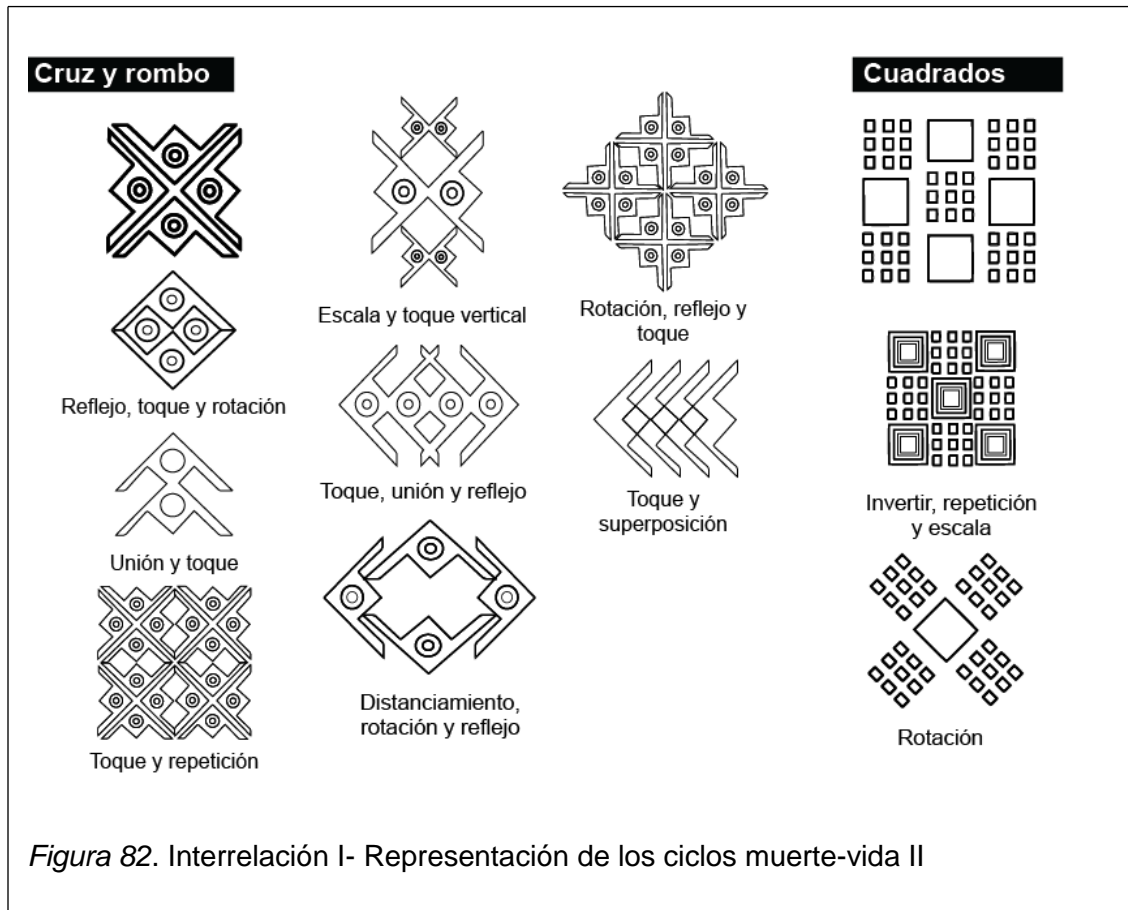 Cruz y rombo
Reflejo, toque y rotación
Unión y toque
Toque y repetición
Escala y toque vertical
Toque, unión y reflejo
Distanciamiento,
rotación y reflejo
Rotación, reflejo y
toque
Toque y
superposición
Cuadrados
Invertir, repetición
y escala
Rotación
Figura 82. Interrelación I- Representación de los ciclos muerte-vida II